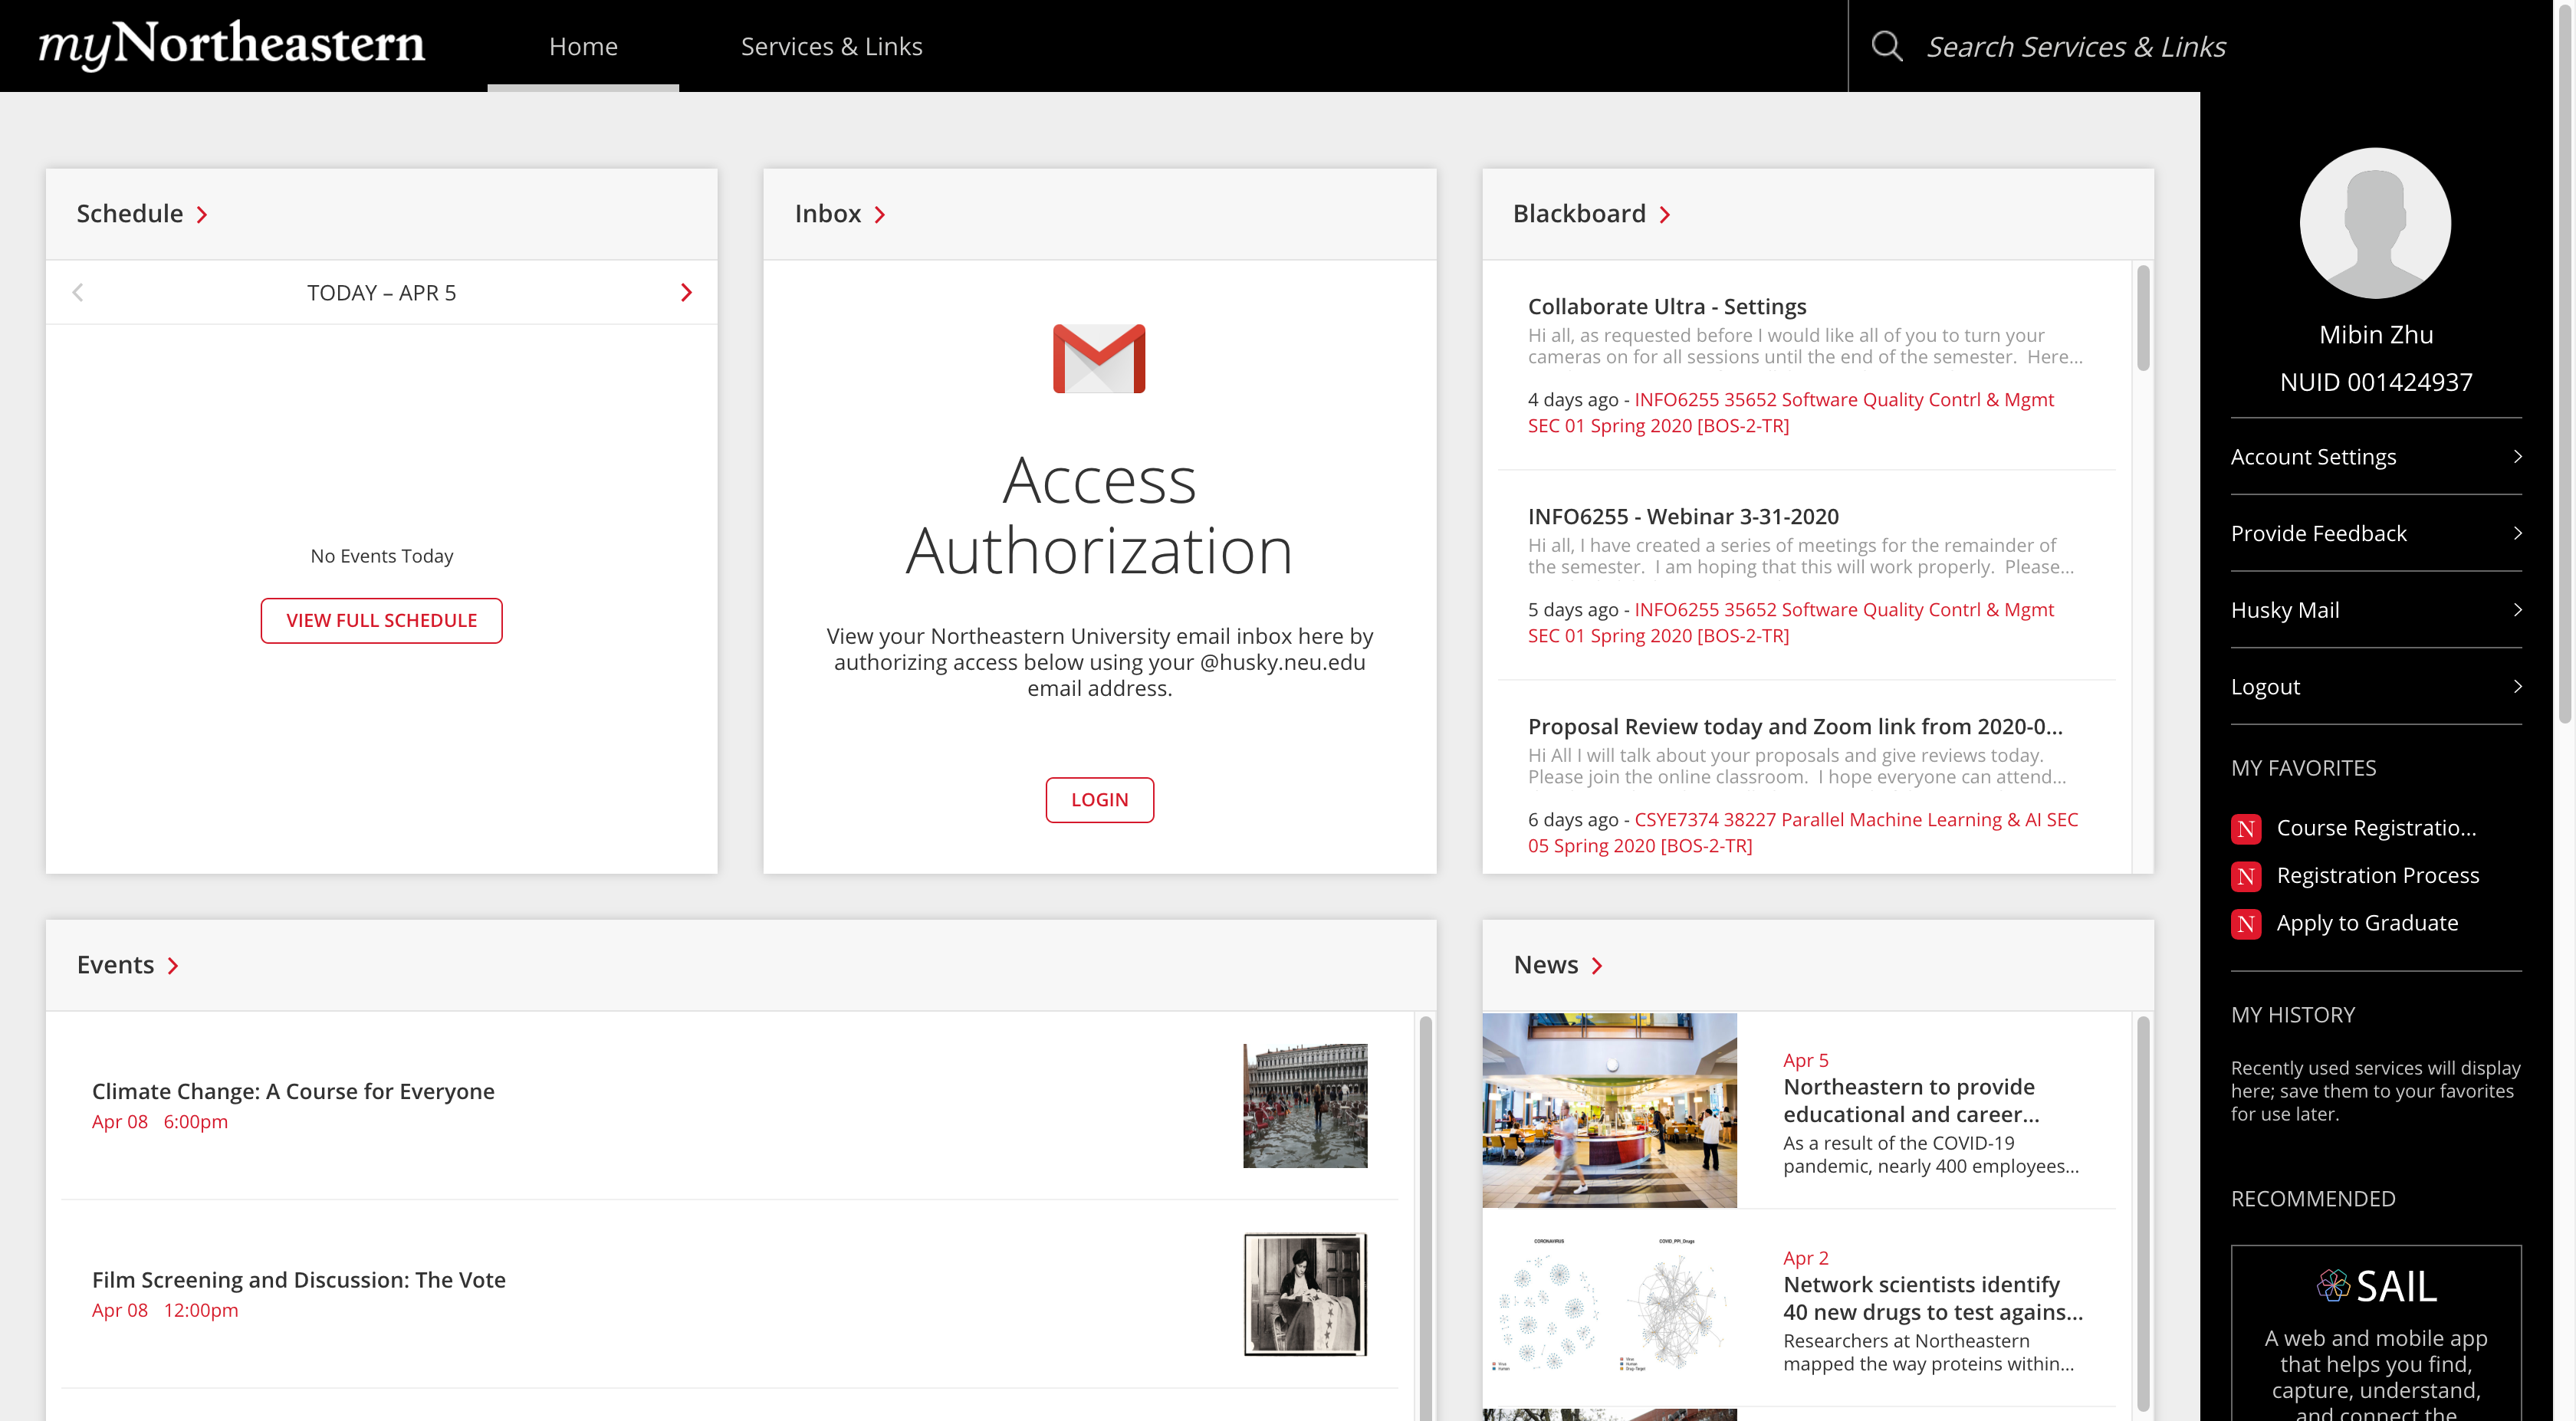 myNortheastern
Home
Services & Links
Search Services & Links
Schedule
TODAY – APR 5
No Events Today
VIEW FULL SCHEDULE
Inbox
Access
Authorization
View your Northeastern University email inbox here by
authorizing access below using your @husky.neu.edu
email address.
LOGIN
Blackboard
Collaborate Ultra - Settings
Hi all, as requested before I would like all of you to turn your
cameras on for all sessions until the end of the semester. Here...
4 days ago - INFO6255 35652 Software Quality Contrl & Mgmt
SEC 01 Spring 2020 [BOS-2-TR]
INFO6255 - Webinar 3-31-2020
Hi all, I have created a series of meetings for the remainder of
the semester. I am hoping that this will work properly. Please...
5 days ago - INFO6255 35652 Software Quality Contrl & Mgmt
SEC 01 Spring 2020 [BOS-2-TR]
Proposal Review today and Zoom link from 2020-0...
Hi All I will talk about your proposals and give reviews today.
Please join the online classroom. I hope everyone can attend...
6 days ago - CSYE7374 38227 Parallel Machine Learning & AI SEC
05 Spring 2020 [BOS-2-TR]
Events
Climate Change: A Course for Everyone
Apr 08 6:00pm
Film Screening and Discussion: The Vote
Apr 08 12:00pm
News
Apr 5
Northeastern to provide
educational and career...
As a result of the COVID-19
pandemic, nearly 400 employees...
CORONAVIRUS
COVID_PPI_Drugs
Virus
Human
Virus
Human
Drug-Target
Apr 2
Network scientists identify
40 new drugs to test agains...
Researchers at Northeastern
mapped the way proteins within...
Mibin Zhu
NUID 001424937
Account Settings
Provide Feedback
Husky Mail
Logout
MY FAVORITES
N Course Registratio...
N Registration Process
N Apply to Graduate
MY HISTORY
Recently used services will display
here; save them to your favorites
for use later.
RECOMMENDED
SAIL
A web and mobile app
that helps you find,
capture, understand,
and connect the